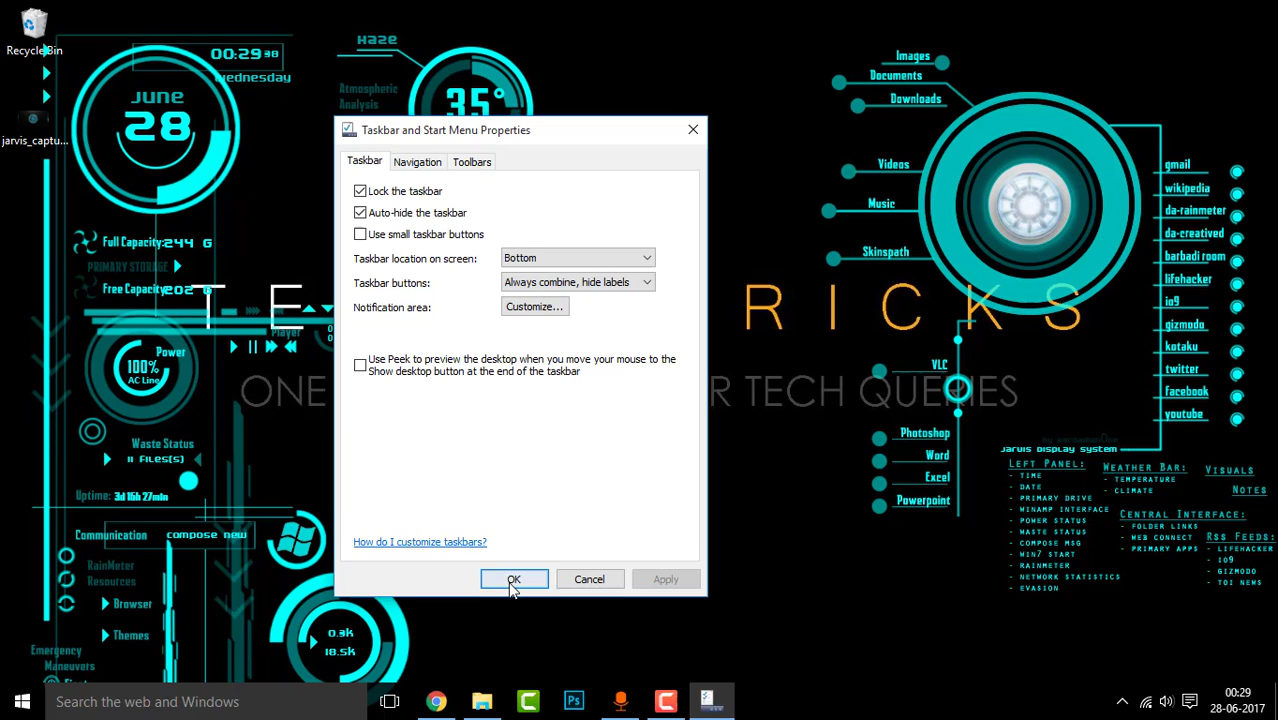 Recycle Bin
jarvis_captu...
00:29 38
wednesday
June
28
Haze
Atmospheric
Analysis
35°
Full Capacity:244 G
PRIMARY STORAGE
Free Capacity:202 G
Player
Power
100%
AC Line
Waste Status
11 Files(s)
Uptime: 3d 16h 27min
Communication
compose new
RainMeter
Resources
Browser
Themes
Emergency
Maneuvers
0.3k
18.5k
Taskbar and Start Menu Properties
Taskbar
Navigation
Toolbars
Lock the taskbar
Auto-hide the taskbar
Use small taskbar buttons
Taskbar location on screen:
Bottom
Taskbar buttons:
Always combine, hide labels
Notification area:
Customize...
Use Peek to preview the desktop when you move your mouse to the
Show desktop button at the end of the taskbar
How do I customize taskbars?
OK
Cancel
Apply
T E
R I C K S
ONE
R TECH QUERIES
Images
Documents
Downloads
Videos
Music
Skinspath
VLC
Photoshop
Word
Excel
Powerpoint
gmail
wikipedia
da-rainmeter
da-creatived
barbadi room
lifehacker
io9
gizmodo
kotaku
twitter
facebook
youtube
Jarvis Display System
Left Panel:
- Time
- Date
- Primary Drive
- Winamp Interface
- Power Status
- Waste Status
- Compose Msg
- Win7 Start
- Rainmeter
- Network Statistics
- Evasion
Weather Bar:
- Temperature
- Climate
Central Interface:
- Folder Links
- Web Connect
- Primary Apps
Visuals
Notes
Rss Feeds:
- Lifehacker
- io9
- Gizmodo
- Toi News
Search the web and Windows
Ps
00:29
28-06-2017